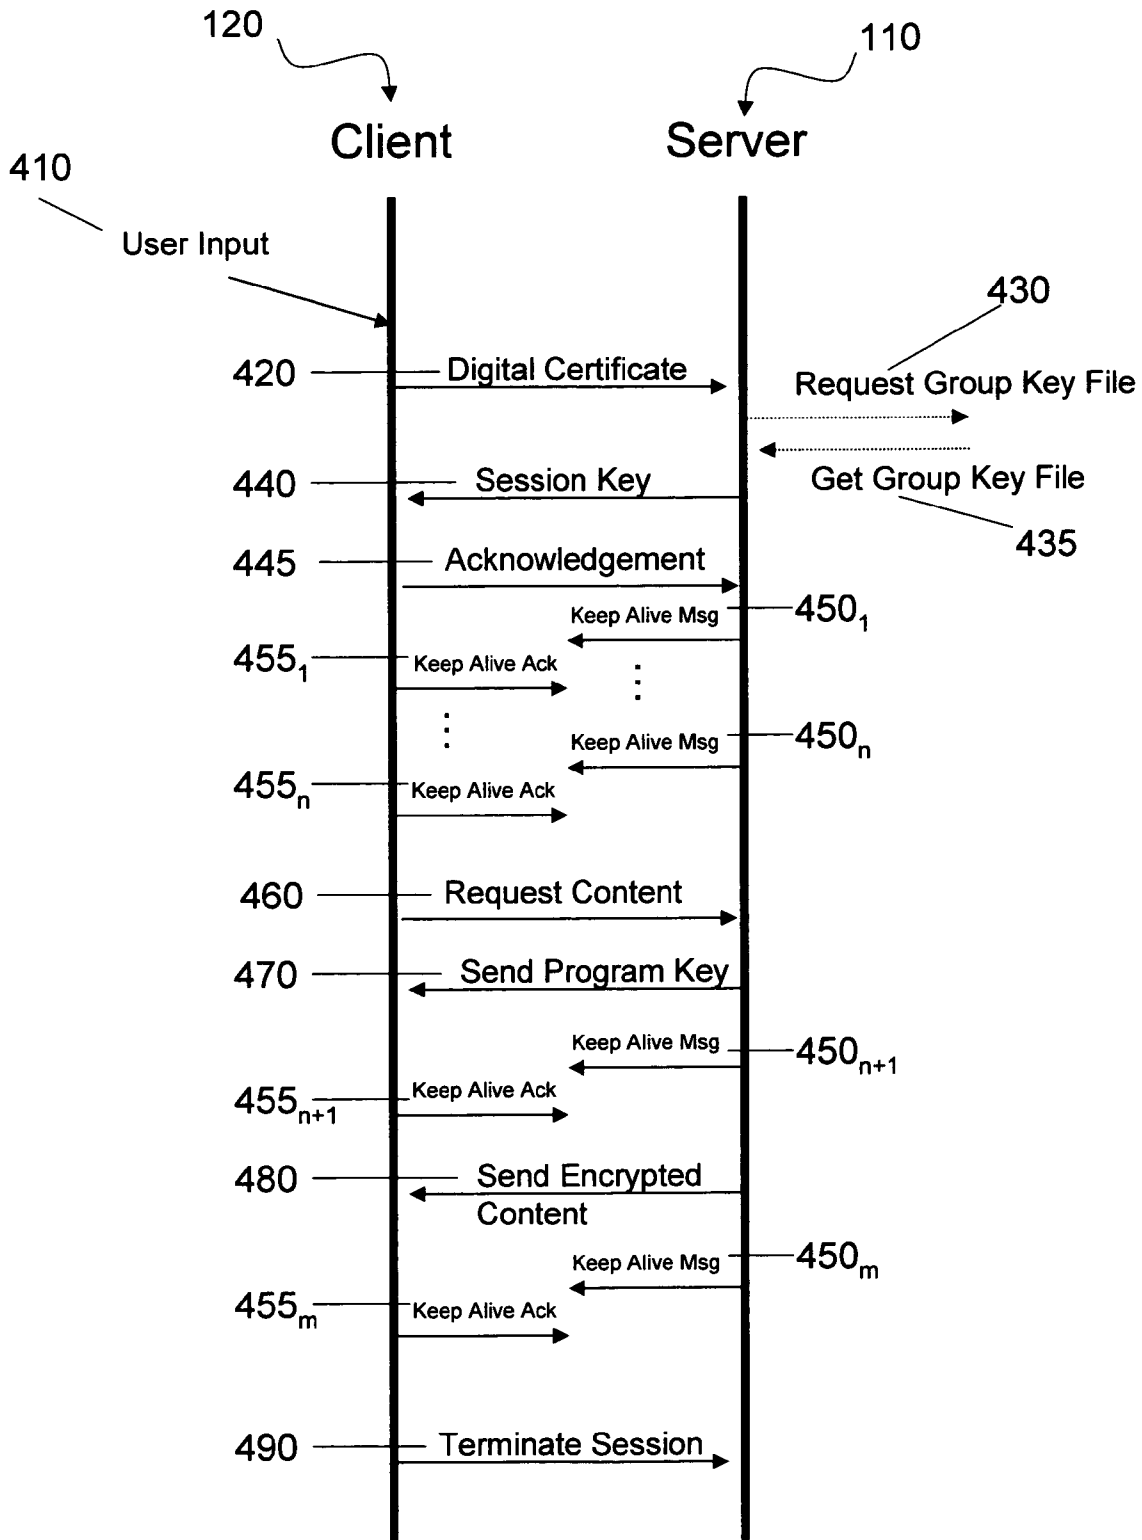 120
110
Client
Server
410
User Input
430
420
Digital Certificate
Request Group Key File
440
Session Key
Get Group Key File
435
445
Acknowledgement
Keep Alive Msg
450₁
455₁
Keep Alive Ack
Keep Alive Msg
450ₙ
455ₙ
Keep Alive Ack
460
Request Content
470
Send Program Key
Keep Alive Msg
450ₙ₊₁
455ₙ₊₁
Keep Alive Ack
480
Send Encrypted
Content
Keep Alive Msg
450ₘ
455ₘ
Keep Alive Ack
490
Terminate Session